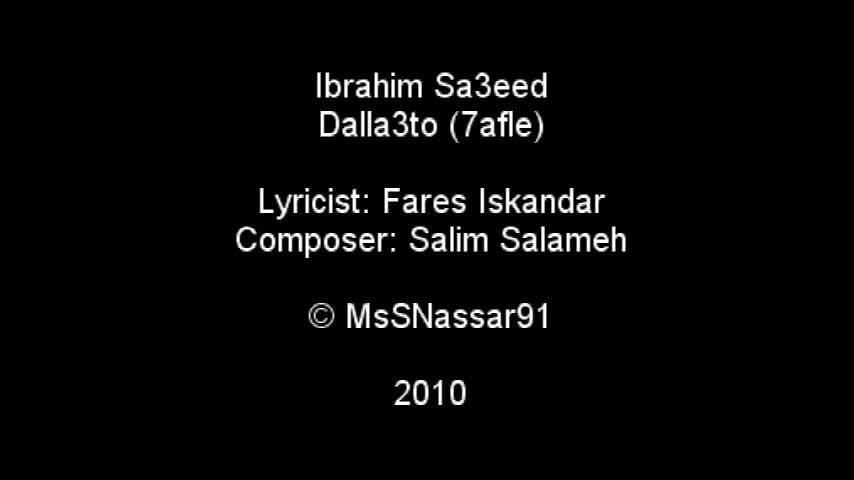 Ibrahim Sa3eed
Dalla3to (7afle)
Lyricist: Fares Iskandar
Composer: Salim Salameh
© MsSNassar91
2010